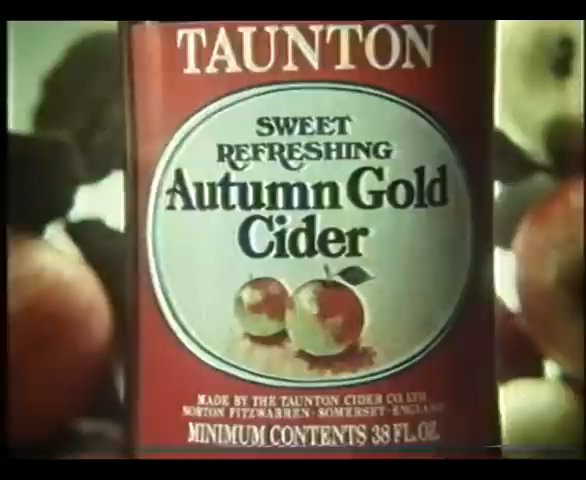 TAUNTON
SWEET
REFRESHING
Autumn Gold
Cider
MADE BY THE TAUNTON CIDER CO. LTD.
NORTON FITZWARREN · SOMERSET · ENGLAND
MINIMUM CONTENTS 38 FL. OZ.